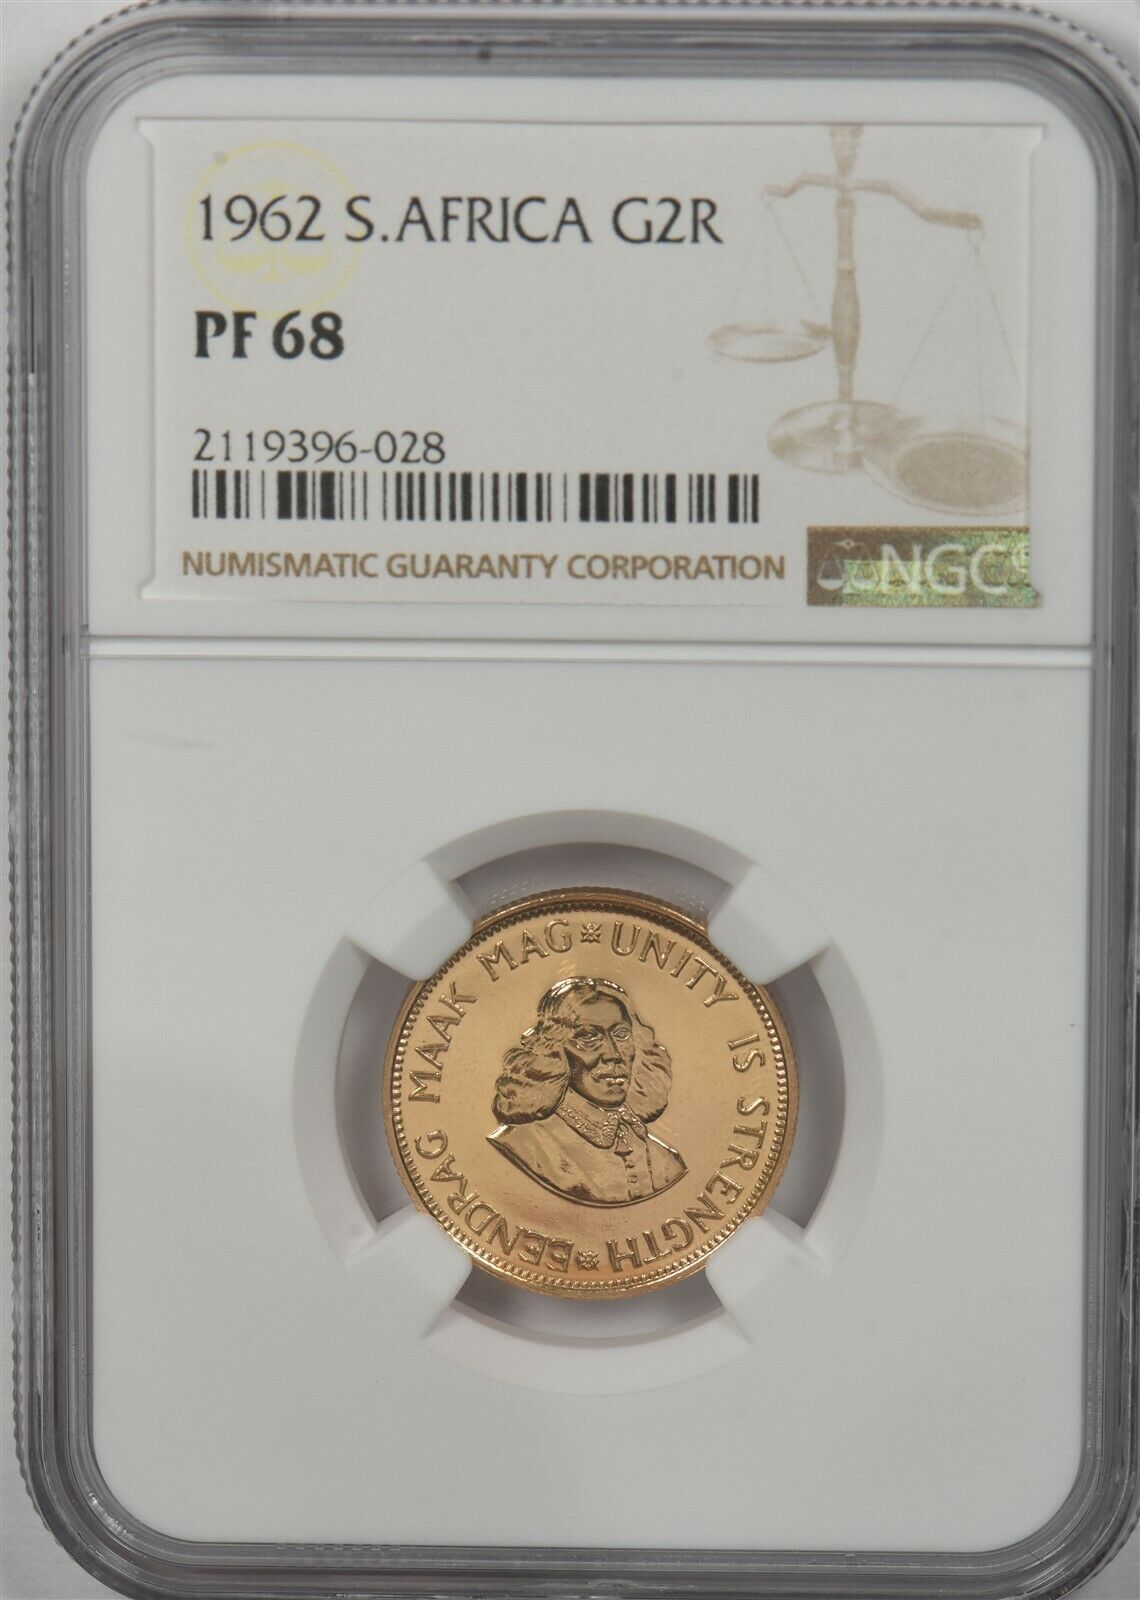 1962 S.AFRICA G2R
PF 68
2119396-028
NUMISMATIC GUARANTY CORPORATION
NGC
EENDRAG MAAK MAG * UNITY IS STRENGTH *